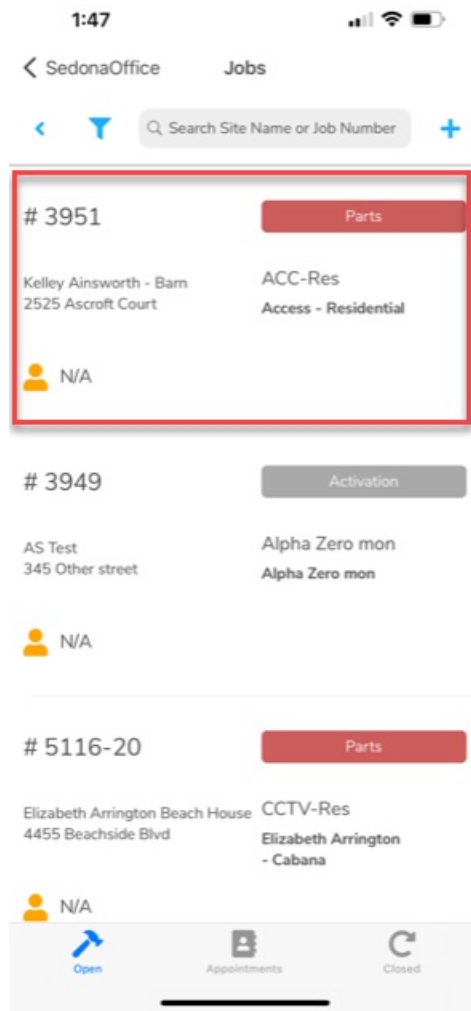 1:47
SedonaOffice
Jobs
Search Site Name or Job Number
# 3951
Parts
Kelley Ainsworth - Barn
2525 Ascroft Court
ACC-Res
Access - Residential
N/A
# 3949
Activation
AS Test
345 Other street
Alpha Zero mon
Alpha Zero mon
N/A
# 5116-20
Parts
Elizabeth Arrington Beach House
4455 Beachside Blvd
CCTV-Res
Elizabeth Arrington
- Cabana
N/A
Open
Appointments
Closed